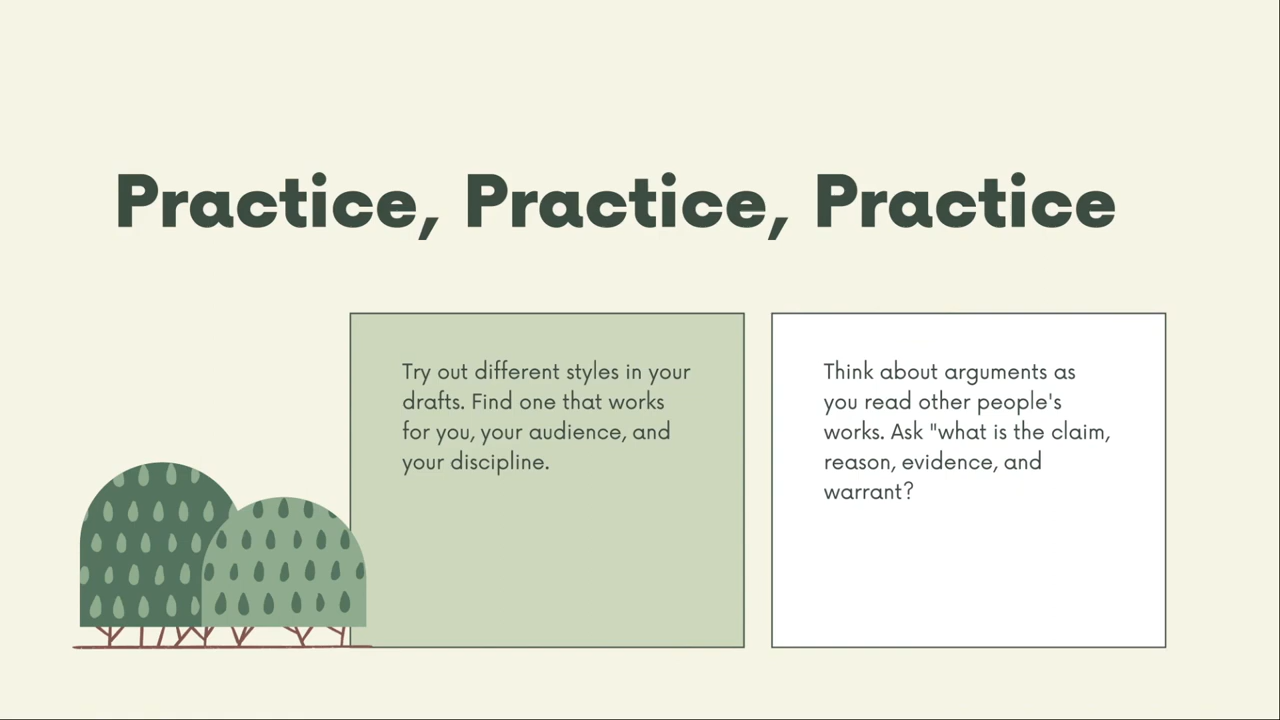 Practice, Practice, Practice
Try out different styles in your
drafts. Find one that works
for you, your audience, and
your discipline.
Think about arguments as
you read other people's
works. Ask "what is the claim,
reason, evidence, and
warrant?